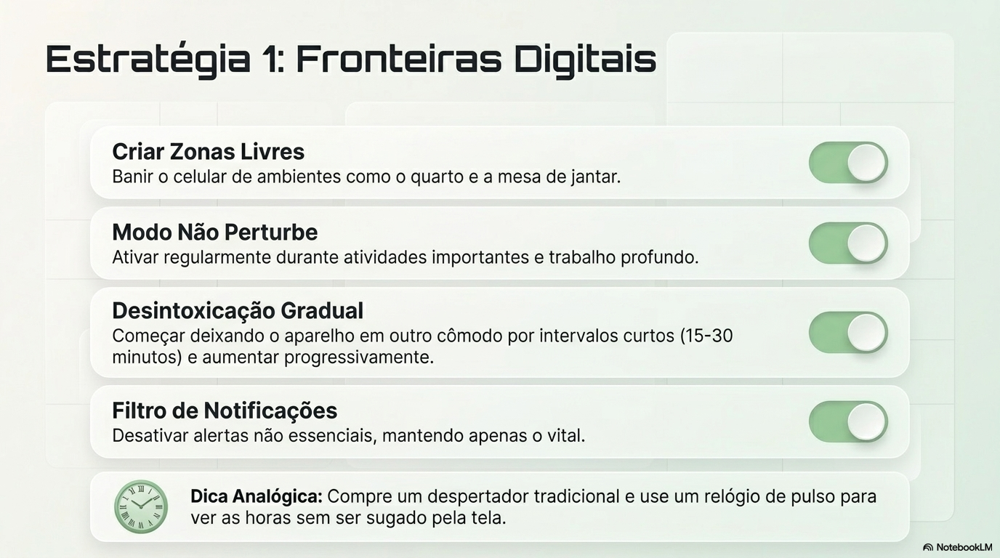 Estratégia 1: Fronteiras Digitais
Criar Zonas Livres
Banir o celular de ambientes como o quarto e a mesa de jantar.
Modo Não Perturbe
Ativar regularmente durante atividades importantes e trabalho profundo.
Desintoxicação Gradual
Começar deixando o aparelho em outro cômodo por intervalos curtos (15-30
minutos) e aumentar progressivamente.
Filtro de Notificações
Desativar alertas não essenciais, mantendo apenas o vital.
Dica Analógica: Compre um despertador tradicional e use um relógio de pulso para
ver as horas sem ser sugado pela tela.
NotebookLM